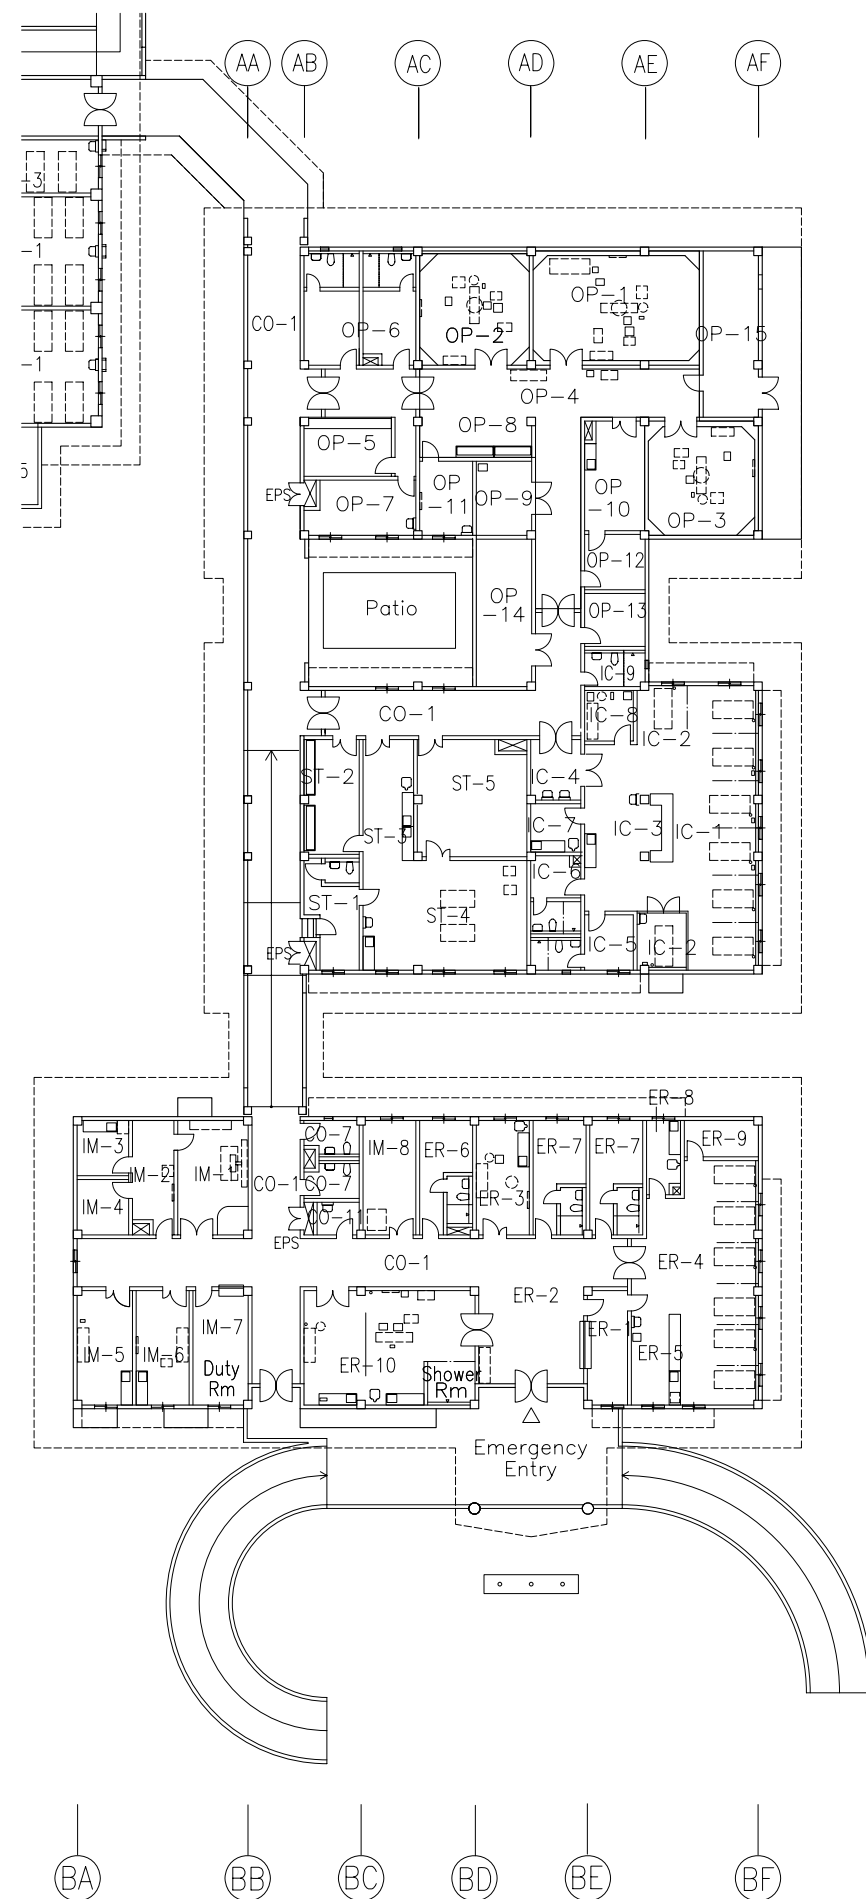 AA AB AC AD AE AF
-3
-1
-1
CO-1
OP-6
OP-2
OP-1
OP-15
OP-4
OP-8
OP-5
EPS
OP-7
OP
-11
OP-9
OP
-10
OP-3
OP-12
OP-13
Patio
OP
-14
IC-9
IC-8
IC-2
CO-1
ST-2
ST-3
ST-5
IC-4
IC-7
IC-3
IC-1
IC-6
ST-1
ST-4
EPS
IC-5
IC-2
ER-8
IM-3
IM-2
IM-1
IM-4
CO-7
CO-1
CO-7
CO-11
EPS
IM-8
ER-6
ER-3
ER-7
ER-7
ER-9
CO-1
ER-2
ER-4
IM-5
IM-6
IM-7
Duty
Rm
ER-10
Shower
Rm
ER-1
ER-5
Emergency
Entry
BA BB BC BD BE BF